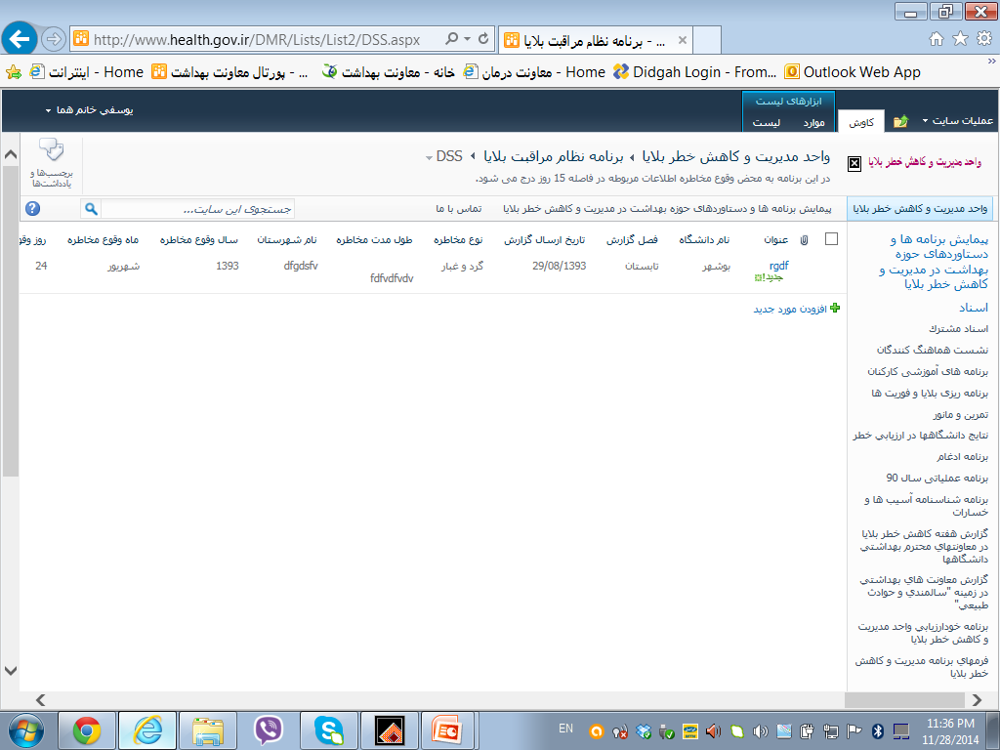 http://www.health.gov.ir/DMR/Lists/List2/DSS.aspx
برنامه نظام مراقبت بلایا - ...
اینترانت - Home
پورتال معاونت بهداشت - ...
خانه - معاونت بهداشت
معاونت درمان - Home
Didgah Login - From...
Outlook Web App
عملیات سایت
کاوش
ابزارهای لیست
موارد
لیست
یوسفی خانم هما
واحد مدیریت و کاهش خطر بلایا
واحد مدیریت و کاهش خطر بلایا
برنامه نظام مراقبت بلایا
DSS
در این برنامه به محض وقوع مخاطره اطلاعات مربوطه در فاصله 15 روز درج می شود.
برچسب‌ها و
یادداشت‌ها
واحد مدیریت و کاهش خطر بلایا
پیمایش برنامه ها و دستاوردهای حوزه بهداشت در مدیریت و کاهش خطر بلایا
تماس با ما
جستجوی این سایت...
عنوان
نام دانشگاه
فصل گزارش
تاریخ ارسال گزارش
نوع مخاطره
طول مدت مخاطره
نام شهرستان
سال وقوع مخاطره
ماه وقوع مخاطره
روز وقو
rgdf
جدید!
بوشهر
تابستان
29/08/1393
گرد و غبار
fdfvdfvdv
dfgdsfv
1393
شهریور
24
افزودن مورد جدید
پیمایش برنامه ها و
دستاوردهای حوزه
بهداشت در مدیریت و
کاهش خطر بلایا
اسناد
اسناد مشترك
نشست هماهنگ کنندگان
برنامه های آموزشی کارکنان
برنامه ریزی بلایا و فوریت ها
تمرین و مانور
نتایج دانشگاهها در ارزیابي خطر
برنامه ادغام
برنامه عملیاتی سال 90
برنامه شناسنامه آسیب ها و
خسارات
گزارش هفته کاهش خطر بلایا
در معاونتهاي محترم بهداشتي
دانشگاهها
گزارش معاونت هاي بهداشتي
در زمینه "سالمندي و حوادث
طبیعي"
برنامه خودارزیابي واحد مدیریت
و کاهش خطر بلایا
فرمهاي برنامه مدیریت و کاهش
خطر بلایا
EN
11:36 PM
11/28/2014